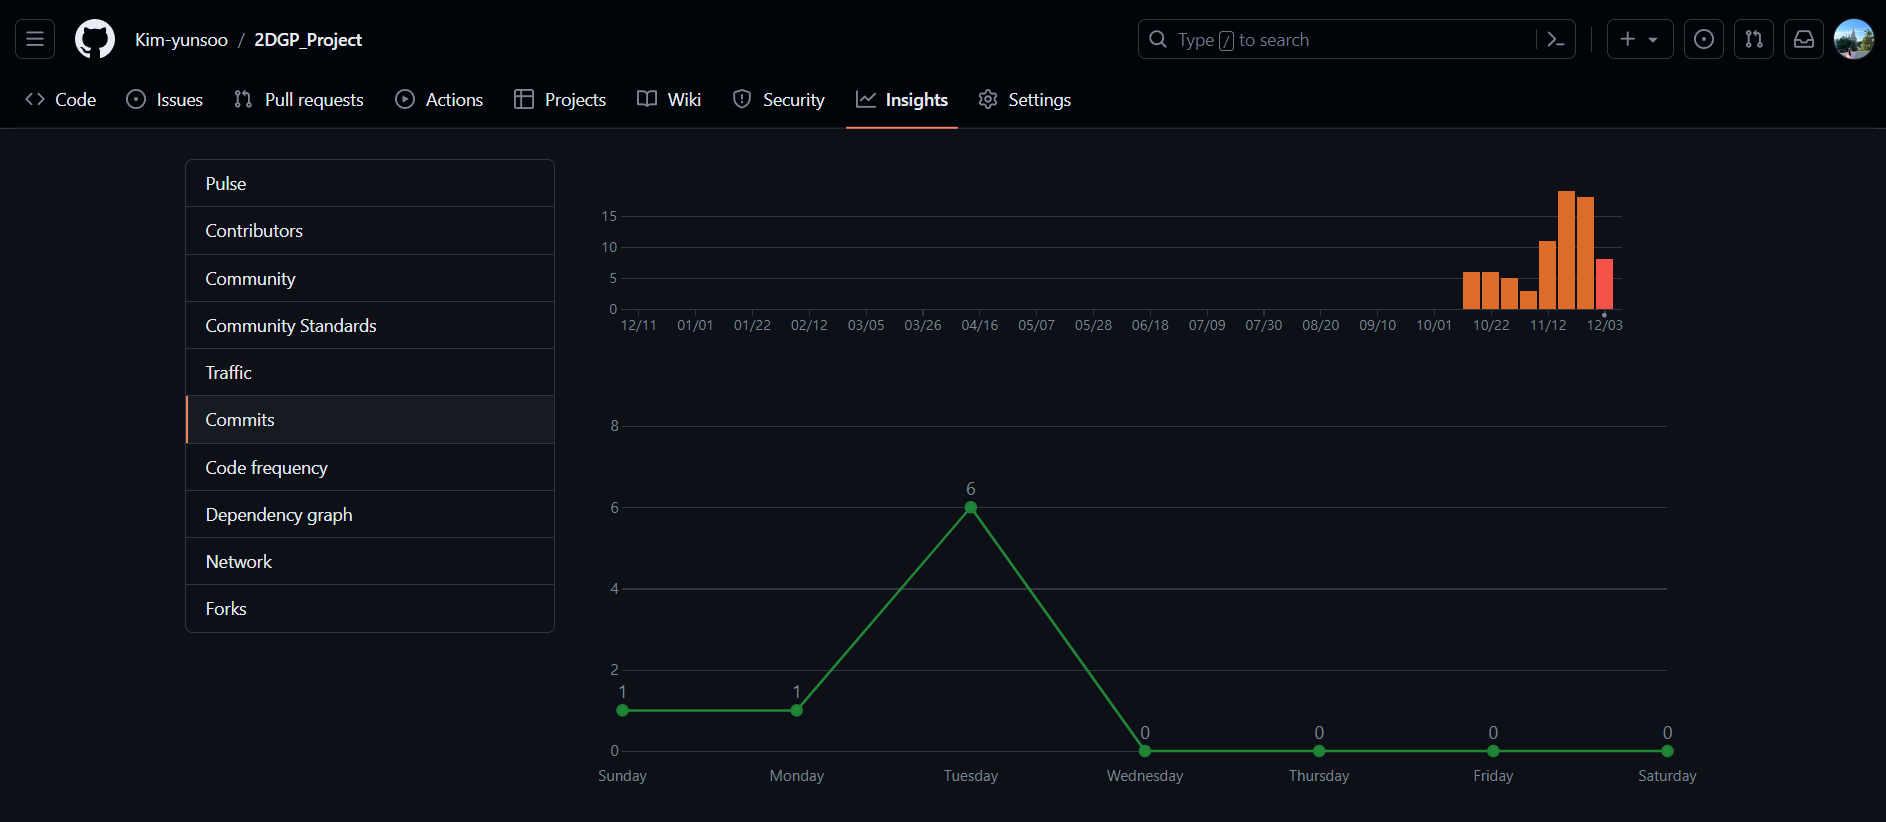 Kim-yunsoo / 2DGP_Project
Type / to search
Code Issues Pull requests Actions Projects Wiki Security Insights Settings
Pulse
Contributors
Community
Community Standards
Traffic
Commits
Code frequency
Dependency graph
Network
Forks
15
10
5
0
12/11 01/01 01/22 02/12 03/05 03/26 04/16 05/07 05/28 06/18 07/09 07/30 08/20 09/10 10/01 10/22 11/12 12/03
8
6
6
4
2
1 1
0 0 0 0
0
Sunday Monday Tuesday Wednesday Thursday Friday Saturday